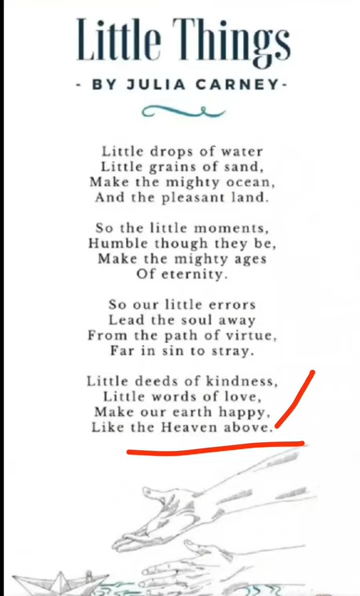 Little Things
- BY JULIA CARNEY-
Little drops of water
Little grains of sand,
Make the mighty ocean,
And the pleasant land.
So the little moments,
Humble though they be,
Make the mighty ages
Of eternity.
So our little errors
Lead the soul away
From the path of virtue,
Far in sin to stray.
Little deeds of kindness,
Little words of love,
Make our earth happy,
Like the Heaven above.